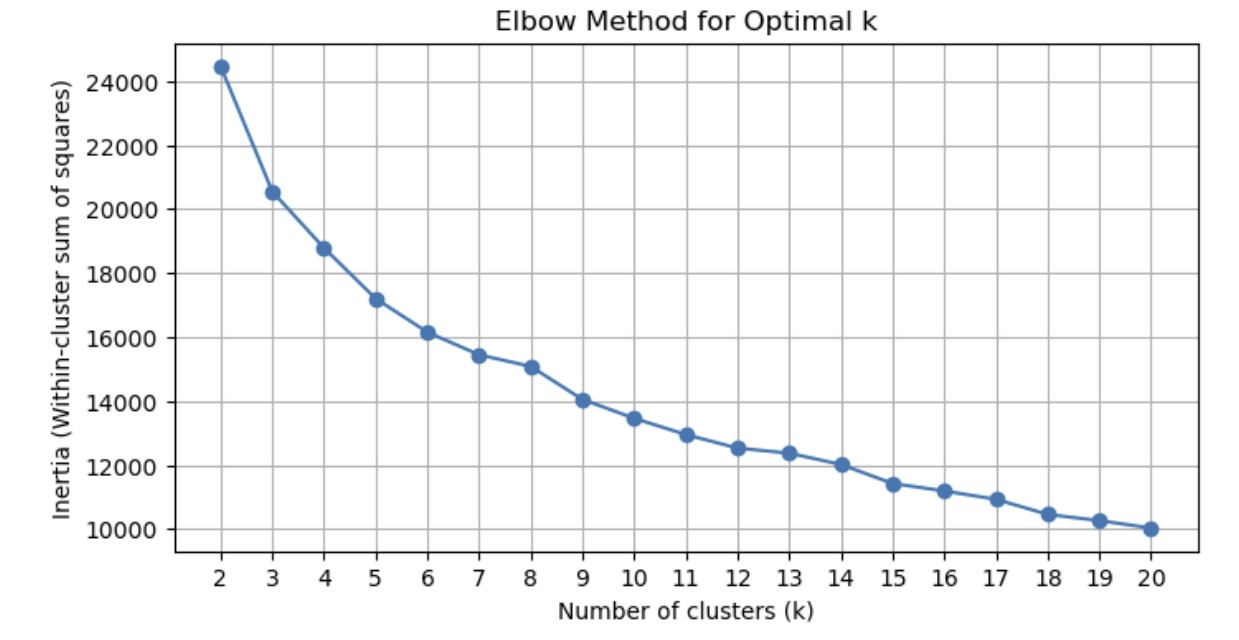 Elbow Method for Optimal k
Inertia (Within-cluster sum of squares)
24000
22000
20000
18000
16000
14000
12000
10000
2 3 4 5 6 7 8 9 10 11 12 13 14 15 16 17 18 19 20
Number of clusters (k)